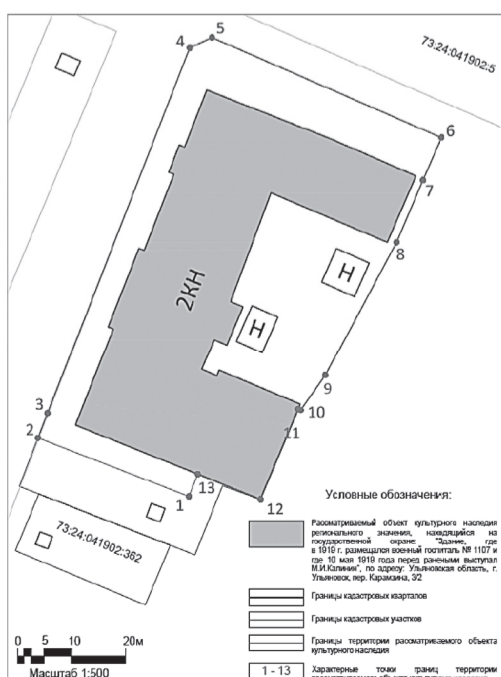 5
4
73:24:041902:5
6
7
8
Н
2КН
Н
9
3
10
2
11
13
1
12
Условные обозначения:
73:24:041902:362
Рассматриваемый объект культурного наследия
регионального значения, находящийся на
государственной охране: "Здание, где
в 1919 г. размещался военный госпиталь № 1107 и
где 10 мая 1919 года перед ранеными выступал
М.И.Калинин", по адресу: Ульяновская область, г.
Ульяновск, пер. Карамзина, 3/2
Границы кадастровых кварталов
Границы кадастровых участков
Границы территории рассматриваемого объекта
культурного наследия
0 5 10 20м
Масштаб 1:500
1 - 13
Характерные точки границ территории